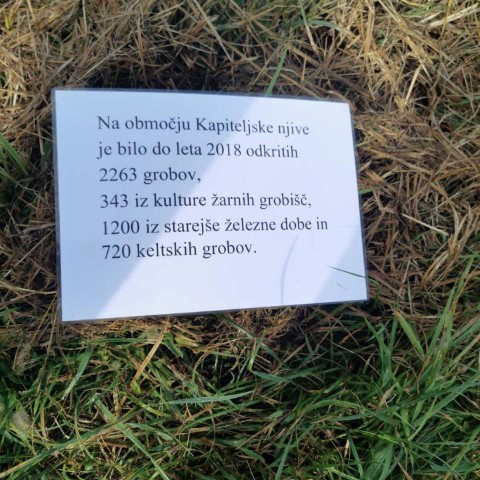 Na območju Kapiteljske njive
je bilo do leta 2018 odkritih
2263 grobov,
343 iz kulture žarnih grobišč,
1200 iz starejše železne dobe in
720 keltskih grobov.